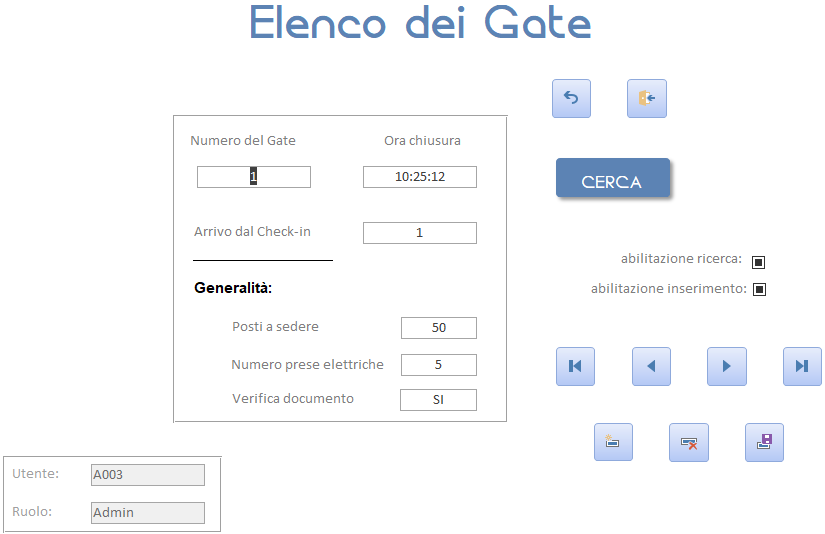 Elenco dei Gate
Numero del Gate Ora chiusura
1 10:25:12
CERCA
Arrivo dal Check-in 1
abilitazione ricerca:
Generalità:
abilitazione inserimento:
Posti a sedere 50
Numero prese elettriche 5
Verifica documento SI
Utente: A003
Ruolo: Admin